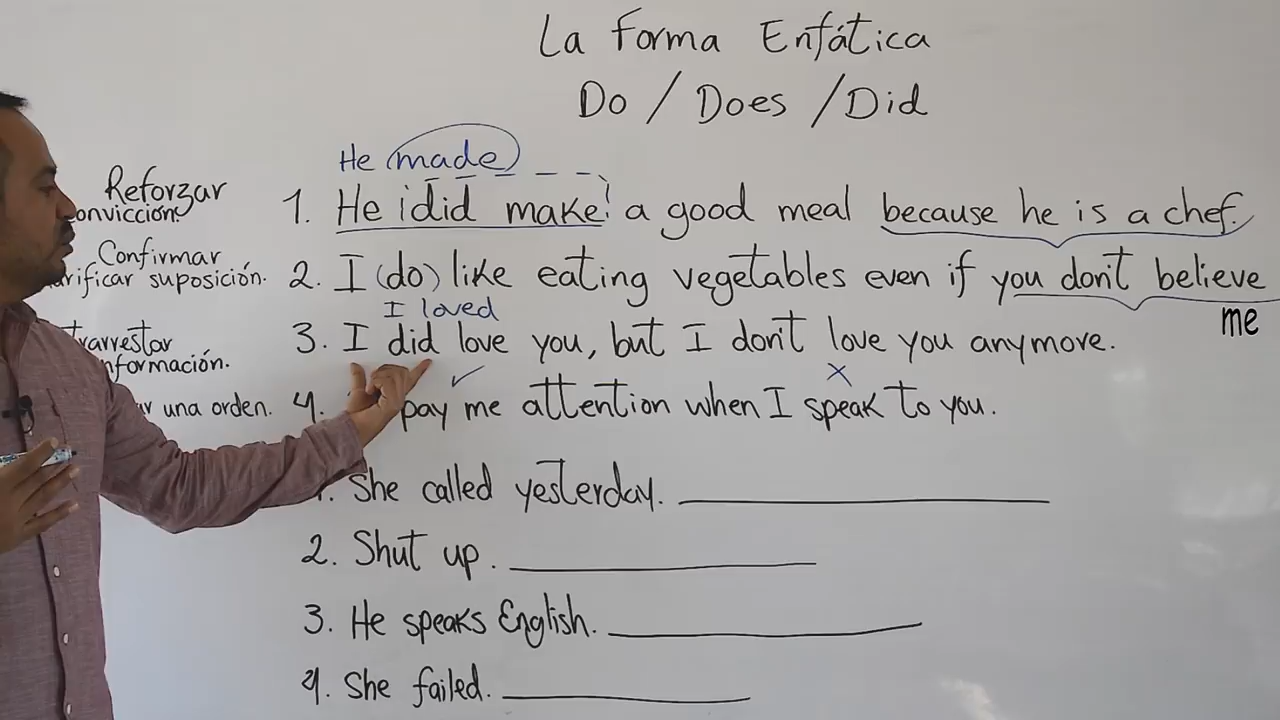 La Forma Enfática
Do / Does / Did
He made
Reforzar
convicción.
1. He did make a good meal because he is a chef.
Confirmar
suposición.
2. I (do) like eating vegetables even if you don't believe
me
I loved
3. I did love you, but I don't love you anymore.
4. pay me attention when I speak to you.
una orden.
She called yesterday.
2. Shut up.
3. He speaks English.
4. She failed.